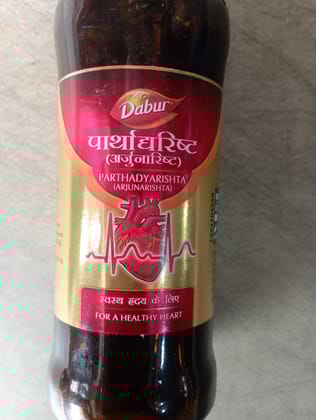 Dabur
पार्थाद्यरिष्ट
(अर्जुनारिष्ट)
PARTHADYARISHTA
(ARJUNARISHTA)
स्वस्थ हृदय के लिए
FOR A HEALTHY HEART